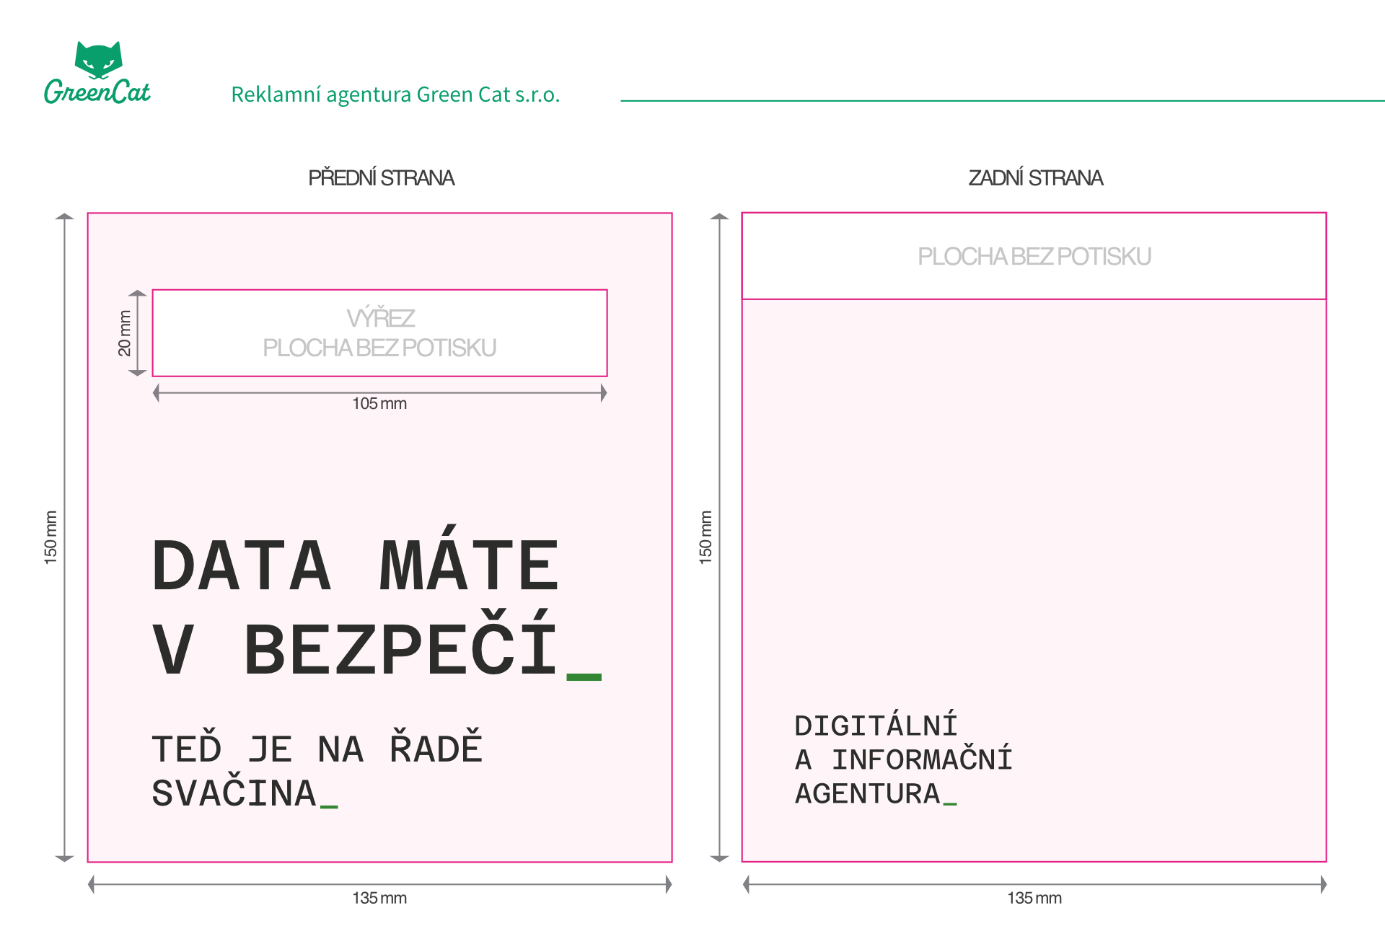 GreenCat
Reklamní agentura Green Cat s.r.o.
PŘEDNÍ STRANA
ZADNÍ STRANA
PLOCHA BEZ POTISKU
VÝŘEZ
PLOCHA BEZ POTISKU
20 mm
105 mm
150 mm
150 mm
DATA MÁTE
V BEZPEČÍ_
TEĎ JE NA ŘADĚ
SVAČINA_
DIGITÁLNÍ
A INFORMAČNÍ
AGENTURA_
135 mm
135 mm